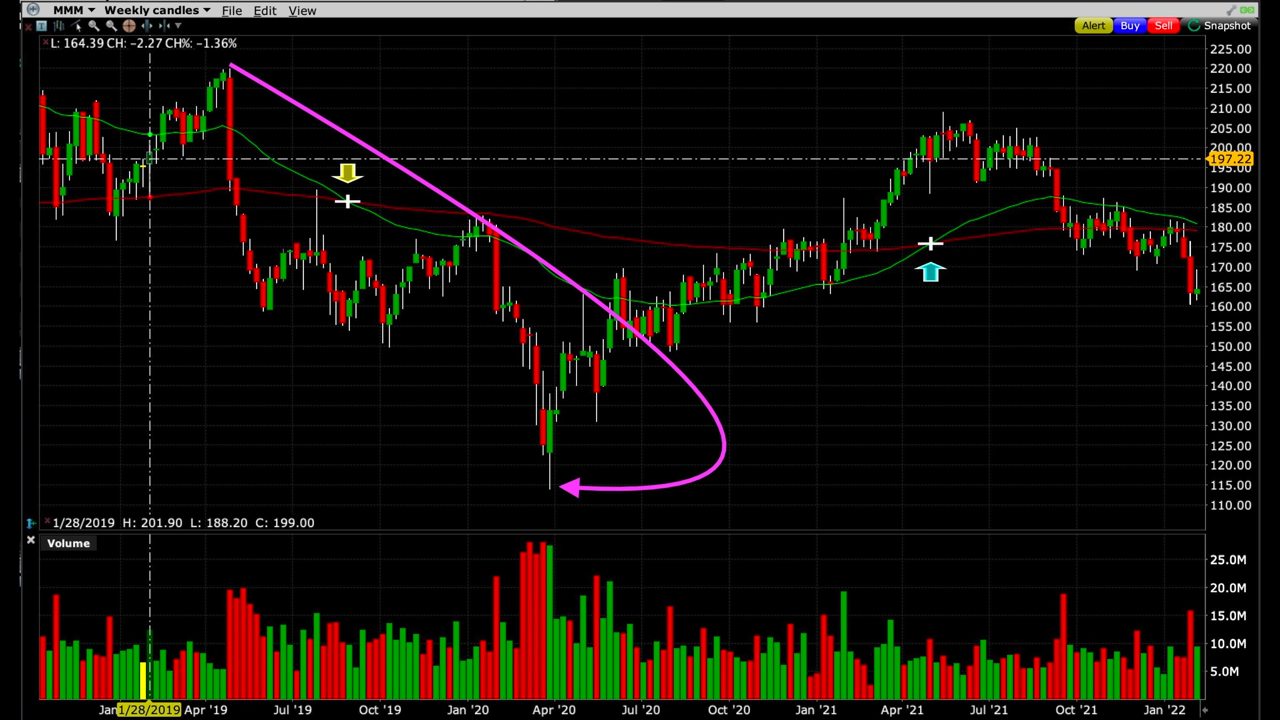 MMM Weekly candles File Edit View
T Alert Buy Sell Snapshot
L: 164.39 CH: -2.27 CH%: -1.36%
225.00
220.00
215.00
210.00
205.00
200.00
197.22
195.00
190.00
185.00
180.00
175.00
170.00
165.00
160.00
155.00
150.00
145.00
140.00
135.00
130.00
125.00
120.00
115.00
110.00
1/28/2019 H: 201.90 L: 188.20 C: 199.00
Volume
25.0M
20.0M
15.0M
10.0M
5.0M
Jan 1/28/2019 Apr '19 Jul '19 Oct '19 Jan '20 Apr '20 Jul '20 Oct '20 Jan '21 Apr '21 Jul '21 Oct '21 Jan '22